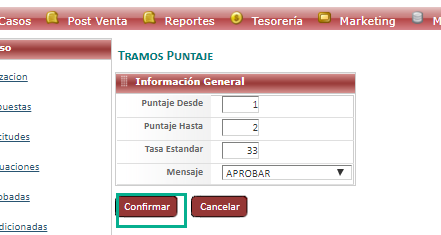 Casos Post Venta Reportes Tesorería Marketing M
so
TRAMOS PUNTAJE
zacion
Información General
Puntaje Desde 1
puestas
Puntaje Hasta 2
citudes
Tasa Estandar 33
uaciones
Mensaje APROBAR
obadas
Confirmar Cancelar
dicionadas